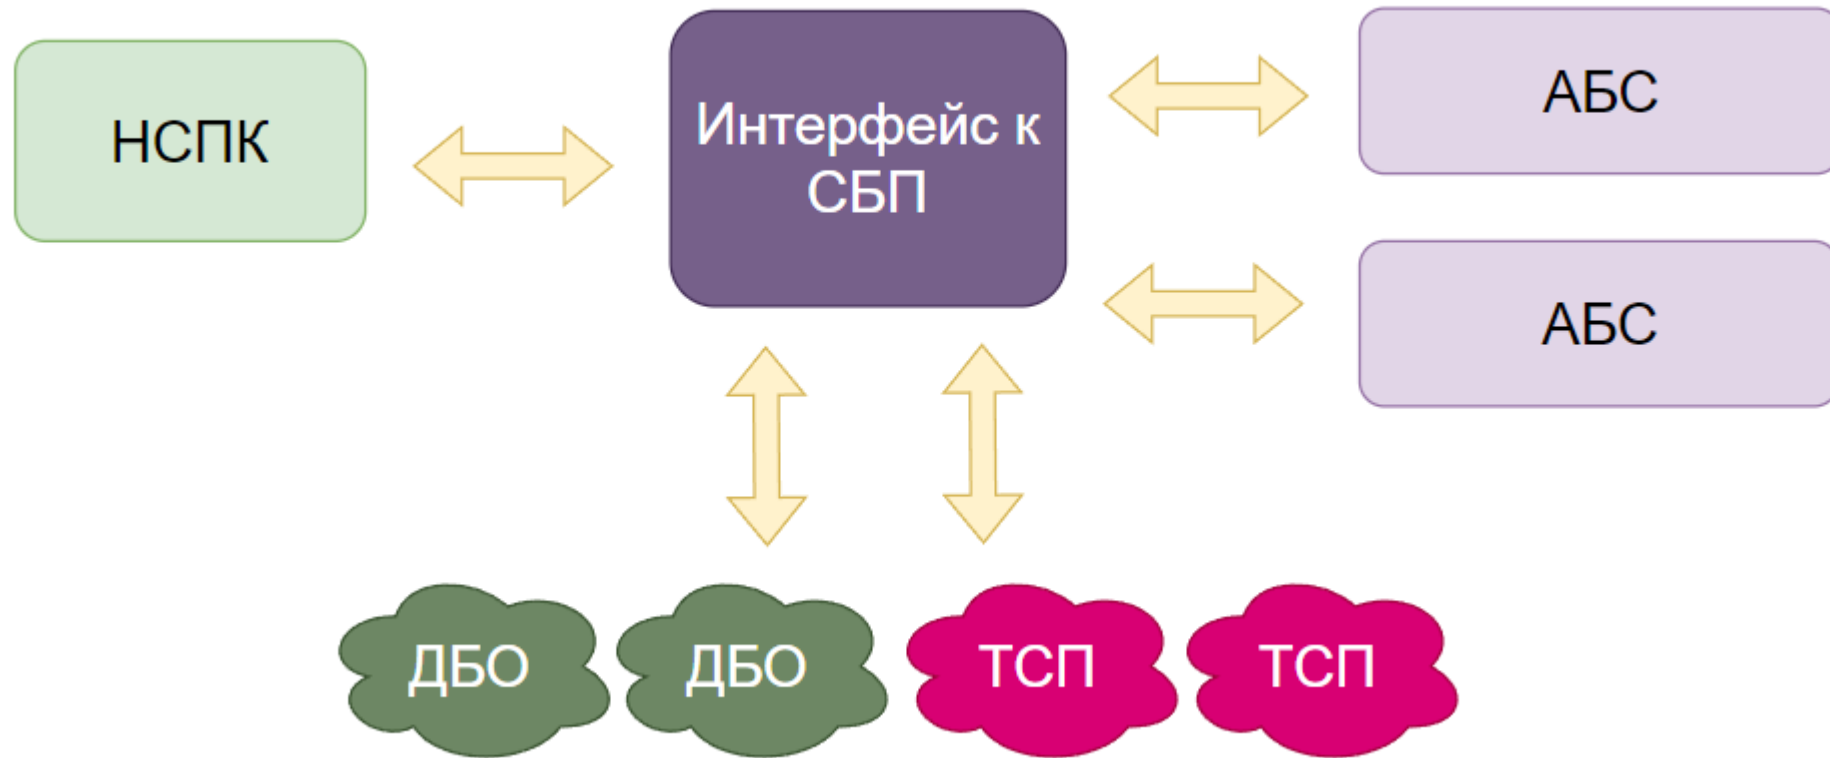 НСПК
Интерфейс к
СБП
АБС
АБС
ДБО
ДБО
ТСП
ТСП